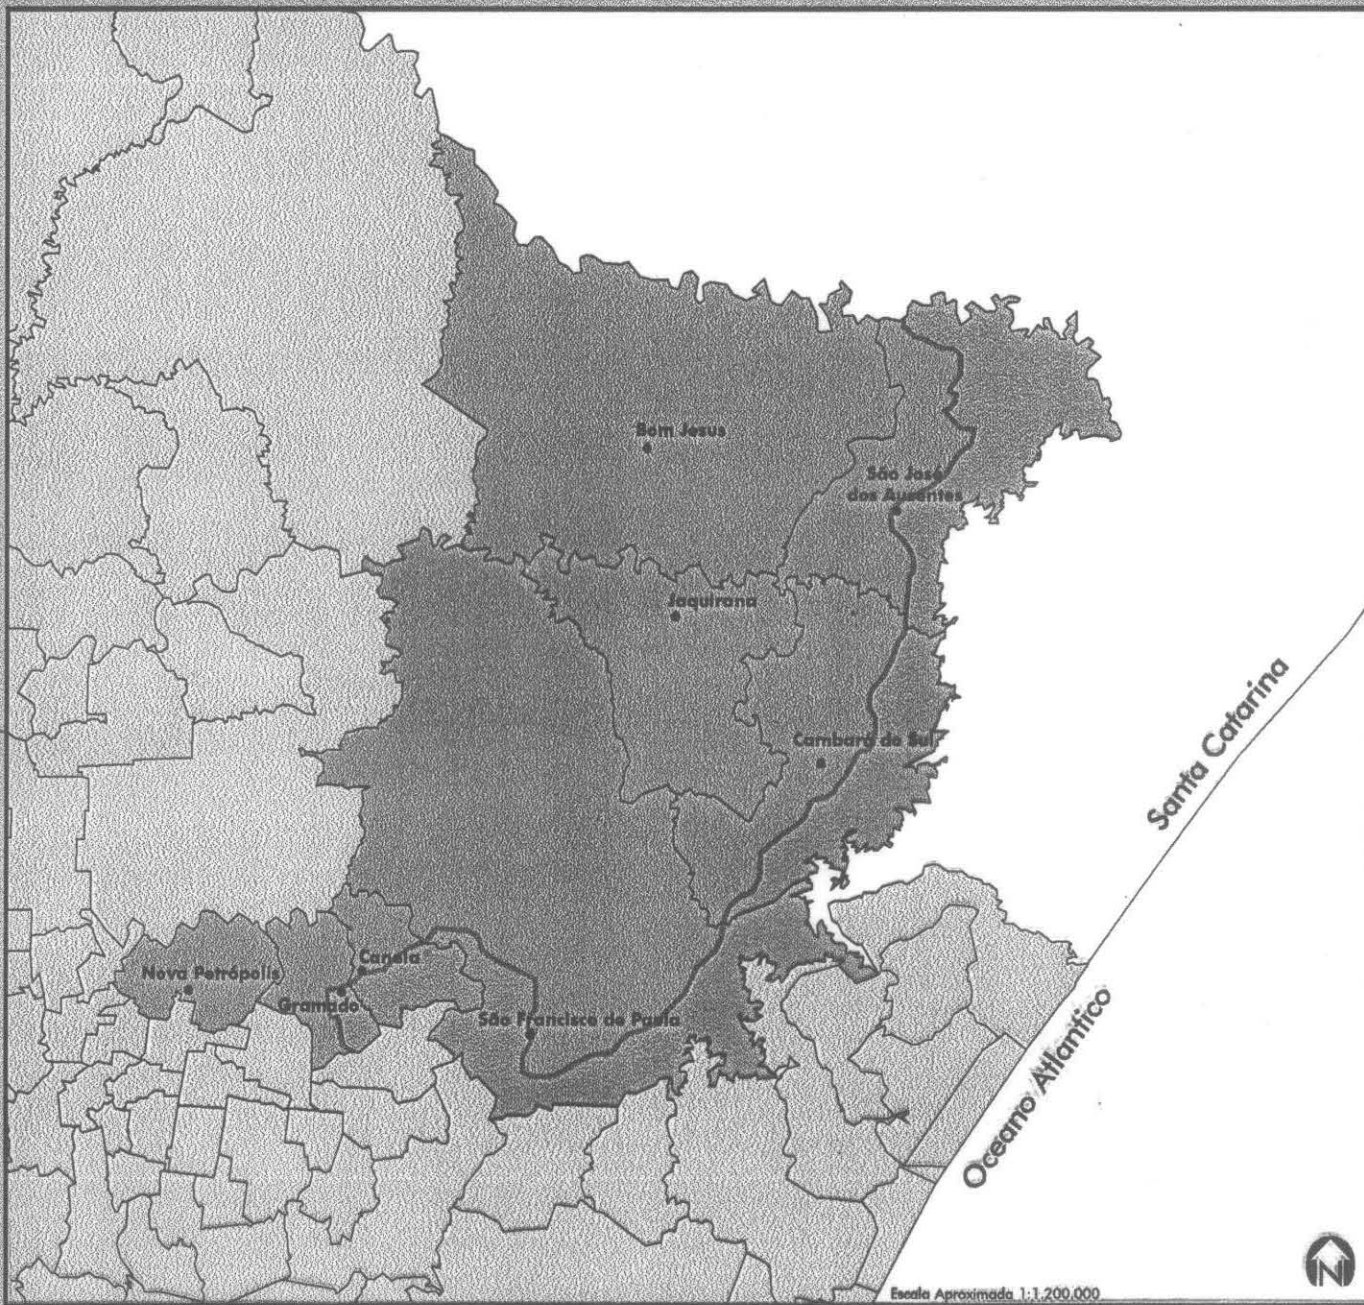 Bom Jesus
São José
dos Ausentes
Jaquirana
Santa Catarina
Cambará do Sul
Canela
Nova Petrópolis
Gramado
São Francisco de Paula
Oceano Atlantico
N
Escala Aproximada 1:1.200.000